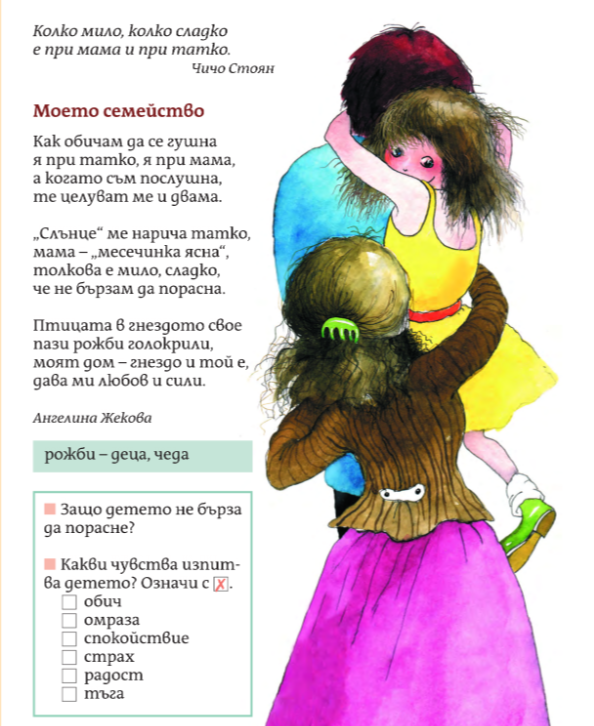 Колко мило, колко сладко
е при мама и при татко.
Чичо Стоян
Моето семейство
Как обичам да се гушна
я при татко, я при мама,
а когато съм послушна,
те целуват ме и двама.
„Слънце“ ме нарича татко,
мама – „месечинка ясна“,
толкова е мило, сладко,
че не бързам да порасна.
Птицата в гнездото свое
пази рожби голокрили,
моят дом – гнездо и той е,
дава ми любов и сили.
Ангелина Жекова
рожби – деца, чеда
Защо детето не бърза
да порасне?
Какви чувства изпит-
ва детето? Означи с ☒.
☐ обич
☐ омраза
☐ спокойствие
☐ страх
☐ радост
☐ тъга